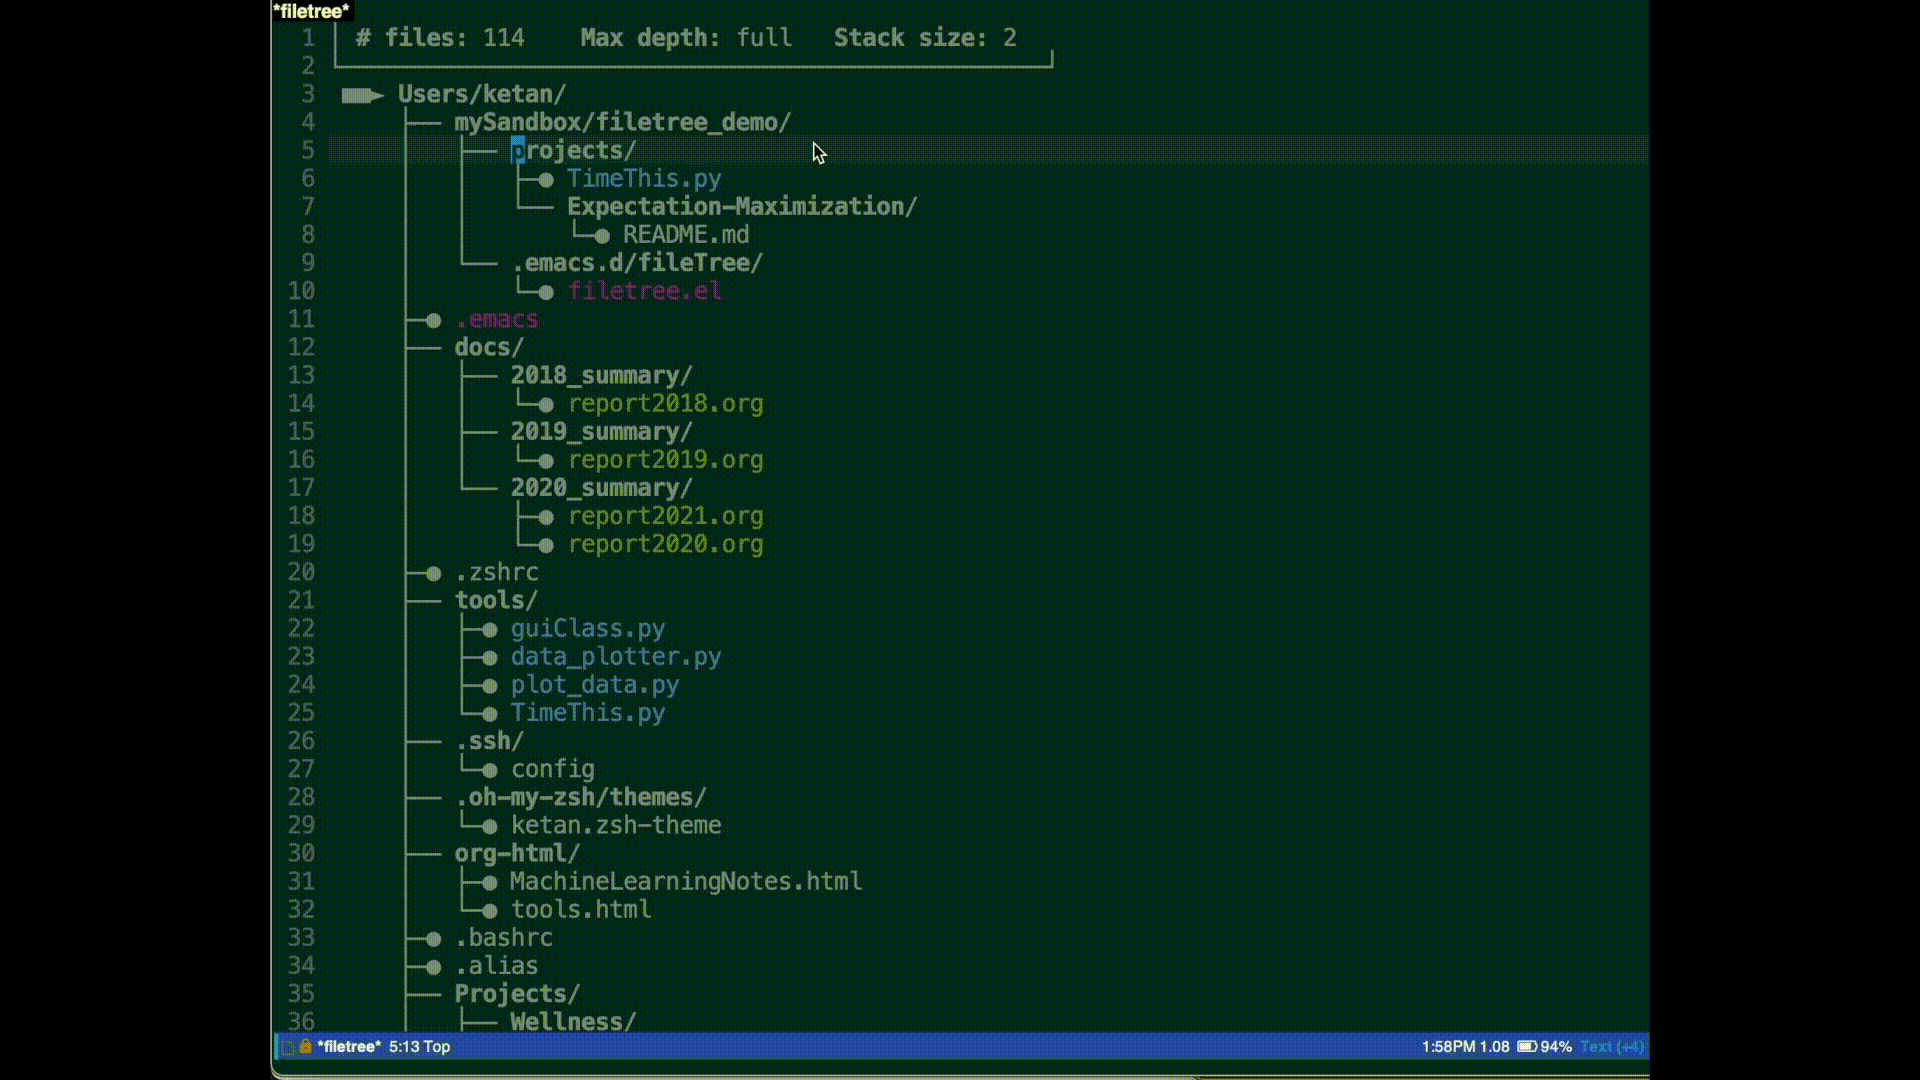 *filetree*
1 # files: 114 Max depth: full Stack size: 2
2
3 Users/ketan/
4 mySandbox/filetree_demo/
5 projects/
6 TimeThis.py
7 Expectation-Maximization/
8 README.md
9 .emacs.d/fileTree/
10 filetree.el
11 .emacs
12 docs/
13 2018_summary/
14 report2018.org
15 2019_summary/
16 report2019.org
17 2020_summary/
18 report2021.org
19 report2020.org
20 .zshrc
21 tools/
22 guiClass.py
23 data_plotter.py
24 plot_data.py
25 TimeThis.py
26 .ssh/
27 config
28 .oh-my-zsh/themes/
29 ketan.zsh-theme
30 org-html/
31 MachineLearningNotes.html
32 tools.html
33 .bashrc
34 .alias
35 Projects/
36 Wellness/
*filetree* 5:13 Top 1:58PM 1.08 94% Text (+4)